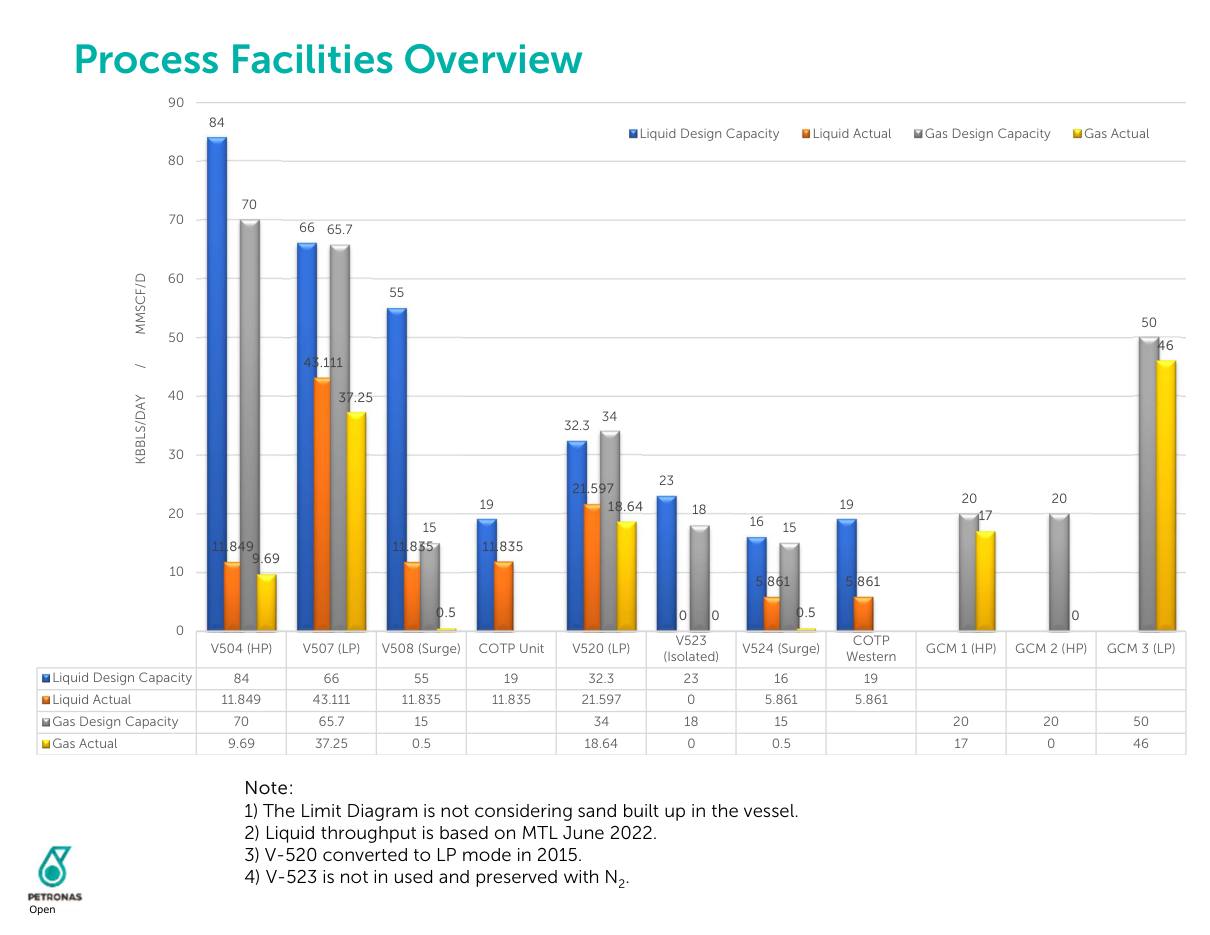 Process Facilities Overview
90
80
70
60
50
40
30
20
10
0
KBBLS/DAY / MMSCF/D
Liquid Design Capacity Liquid Actual Gas Design Capacity Gas Actual
84 11.849 70 9.69
66 43.111 65.7 37.25
55 11.835 15 0.5
19 11.835
32.3 21.597 34 18.64
23 0 18 0
16 5.861 15 0.5
19 5.861
20 17
20 0
50 46
V504 (HP) V507 (LP) V508 (Surge) COTP Unit V520 (LP) V523 (Isolated) V524 (Surge) COTP Western GCM 1 (HP) GCM 2 (HP) GCM 3 (LP)
Liquid Design Capacity 84 66 55 19 32.3 23 16 19
Liquid Actual 11.849 43.111 11.835 11.835 21.597 0 5.861 5.861
Gas Design Capacity 70 65.7 15 34 18 15 20 20 50
Gas Actual 9.69 37.25 0.5 18.64 0 0.5 17 0 46
Note:
1) The Limit Diagram is not considering sand built up in the vessel.
2) Liquid throughput is based on MTL June 2022.
3) V-520 converted to LP mode in 2015.
4) V-523 is not in used and preserved with N2.
PETRONAS
Open